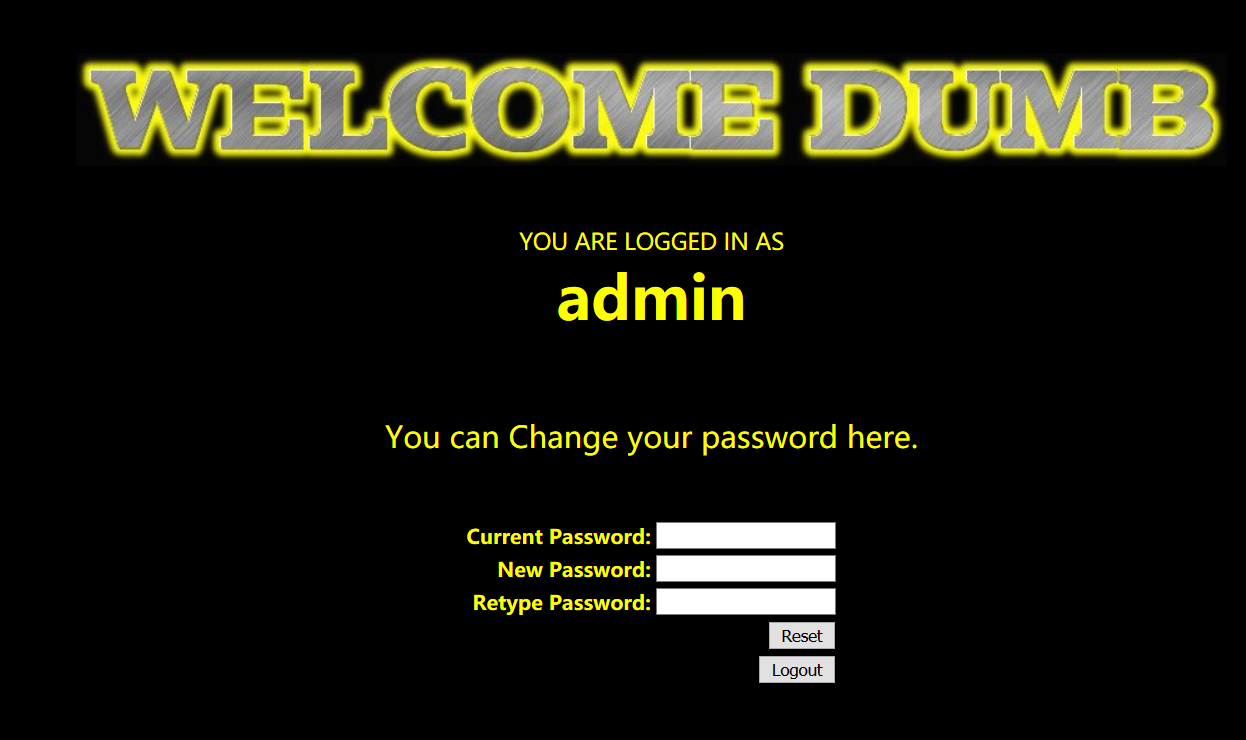 WELCOME DUMB
YOU ARE LOGGED IN AS
admin
You can Change your password here.
Current Password:
New Password:
Retype Password:
Reset
Logout